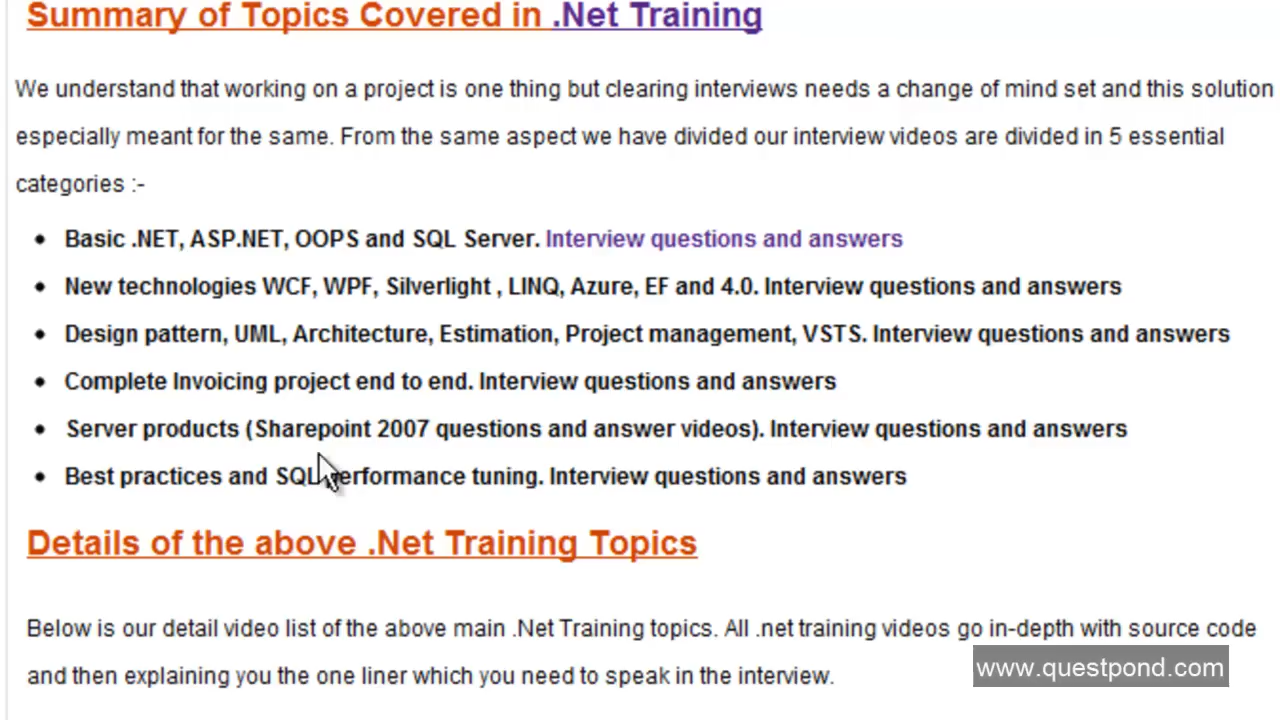 Summary of Topics Covered in .Net Training
We understand that working on a project is one thing but clearing interviews needs a change of mind set and this solution
especially meant for the same. From the same aspect we have divided our interview videos are divided in 5 essential
categories :-
• Basic .NET, ASP.NET, OOPS and SQL Server. Interview questions and answers
• New technologies WCF, WPF, Silverlight , LINQ, Azure, EF and 4.0. Interview questions and answers
• Design pattern, UML, Architecture, Estimation, Project management, VSTS. Interview questions and answers
• Complete Invoicing project end to end. Interview questions and answers
• Server products (Sharepoint 2007 questions and answer videos). Interview questions and answers
• Best practices and SQL performance tuning. Interview questions and answers
Details of the above .Net Training Topics
Below is our detail video list of the above main .Net Training topics. All .net training videos go in-depth with source code
and then explaining you the one liner which you need to speak in the interview.
www.questpond.com